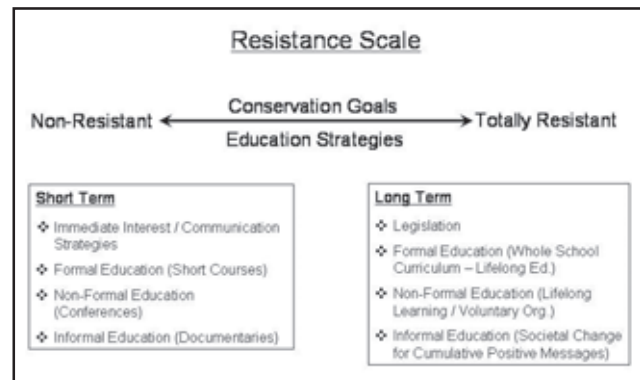 Resistance Scale
Conservation Goals
Non-Resistant
Totally Resistant
Education Strategies
Short Term
❖ Immediate Interest / Communication
Strategies
❖ Formal Education (Short Courses)
❖ Non-Formal Education
(Conferences)
❖ Informal Education (Documentaries)
Long Term
❖ Legislation
❖ Formal Education (Whole School
Curriculum – Lifelong Ed.)
❖ Non-Formal Education (Lifelong
Learning / Voluntary Org.)
❖ Informal Education (Societal Change
for Cumulative Positive Messages)